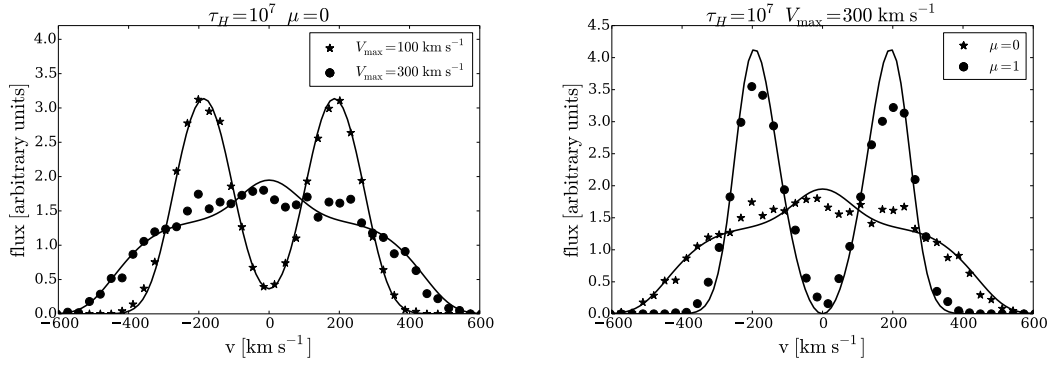 τ_H=10^7 μ=0
V_max=100 km s^−1
V_max=300 km s^−1
flux [arbitrary units]
4.0
3.5
3.0
2.5
2.0
1.5
1.0
0.5
0.0
−600 −400 −200 0 200 400 600
v [km s^−1]
τ_H=10^7 V_max=300 km s^−1
μ=0
μ=1
flux [arbitrary units]
4.5
4.0
3.5
3.0
2.5
2.0
1.5
1.0
0.5
0.0
−600 −400 −200 0 200 400 600
v [km s^−1]